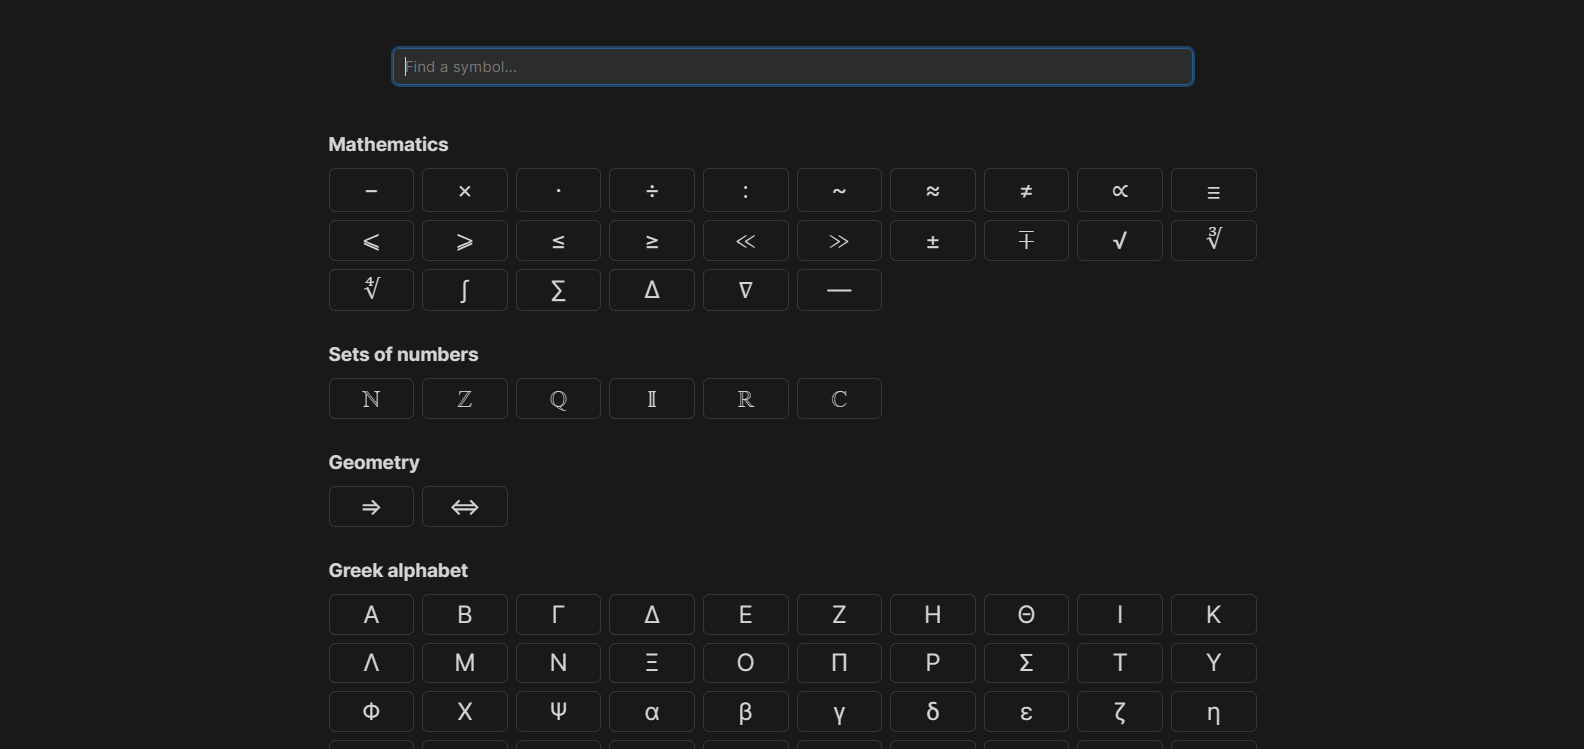 Find a symbol...
Mathematics
− × · ÷ : ~ ≈ ≠ ∝ ≡
⩽ ⩾ ≤ ≥ ≪ ≫ ± ∓ √ ∛
∜ ∫ ∑ ∆ ∇ —
Sets of numbers
ℕ ℤ ℚ 𝕀 ℝ ℂ
Geometry
⇒ ⇔
Greek alphabet
Α Β Γ Δ Ε Ζ Η Θ Ι Κ
Λ Μ Ν Ξ Ο Π Ρ Σ Τ Υ
Φ Χ Ψ α β γ δ ε ζ η